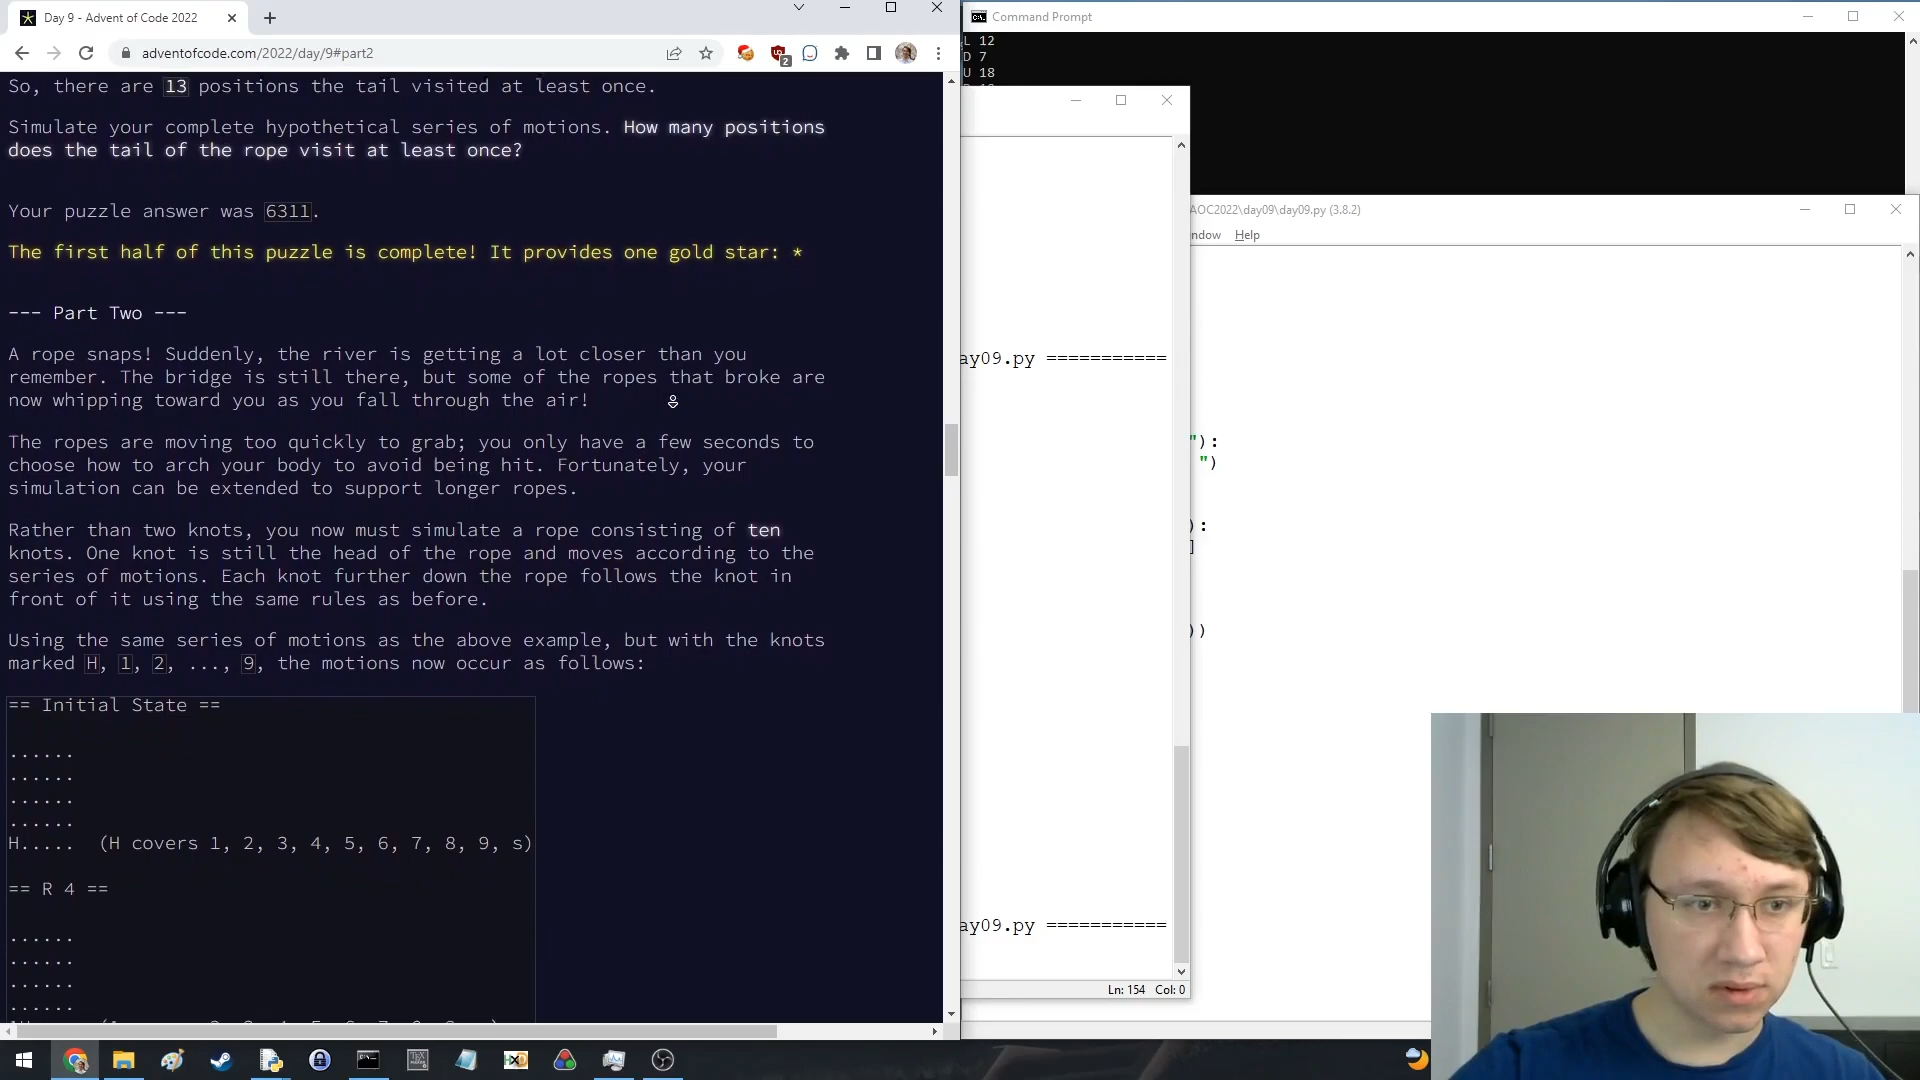 Day 9 - Advent of Code 2022
adventofcode.com/2022/day/9#part2
2
So, there are 13 positions the tail visited at least once.
Simulate your complete hypothetical series of motions. How many positions
does the tail of the rope visit at least once?
Your puzzle answer was 6311.
The first half of this puzzle is complete! It provides one gold star: *
--- Part Two ---
A rope snaps! Suddenly, the river is getting a lot closer than you
remember. The bridge is still there, but some of the ropes that broke are
now whipping toward you as you fall through the air!
The ropes are moving too quickly to grab; you only have a few seconds to
choose how to arch your body to avoid being hit. Fortunately, your
simulation can be extended to support longer ropes.
Rather than two knots, you now must simulate a rope consisting of ten
knots. One knot is still the head of the rope and moves according to the
series of motions. Each knot further down the rope follows the knot in
front of it using the same rules as before.
Using the same series of motions as the above example, but with the knots
marked H, 1, 2, ..., 9, the motions now occur as follows:
== Initial State ==
......
......
......
......
H..... (H covers 1, 2, 3, 4, 5, 6, 7, 8, 9, s)
== R 4 ==
......
......
......
......
Command Prompt
L 12
D 7
U 18
ay09.py ===========
ay09.py ===========
Ln: 154 Col: 0
AOC2022\day09\day09.py (3.8.2)
ndow Help
"):
")
):
]
))